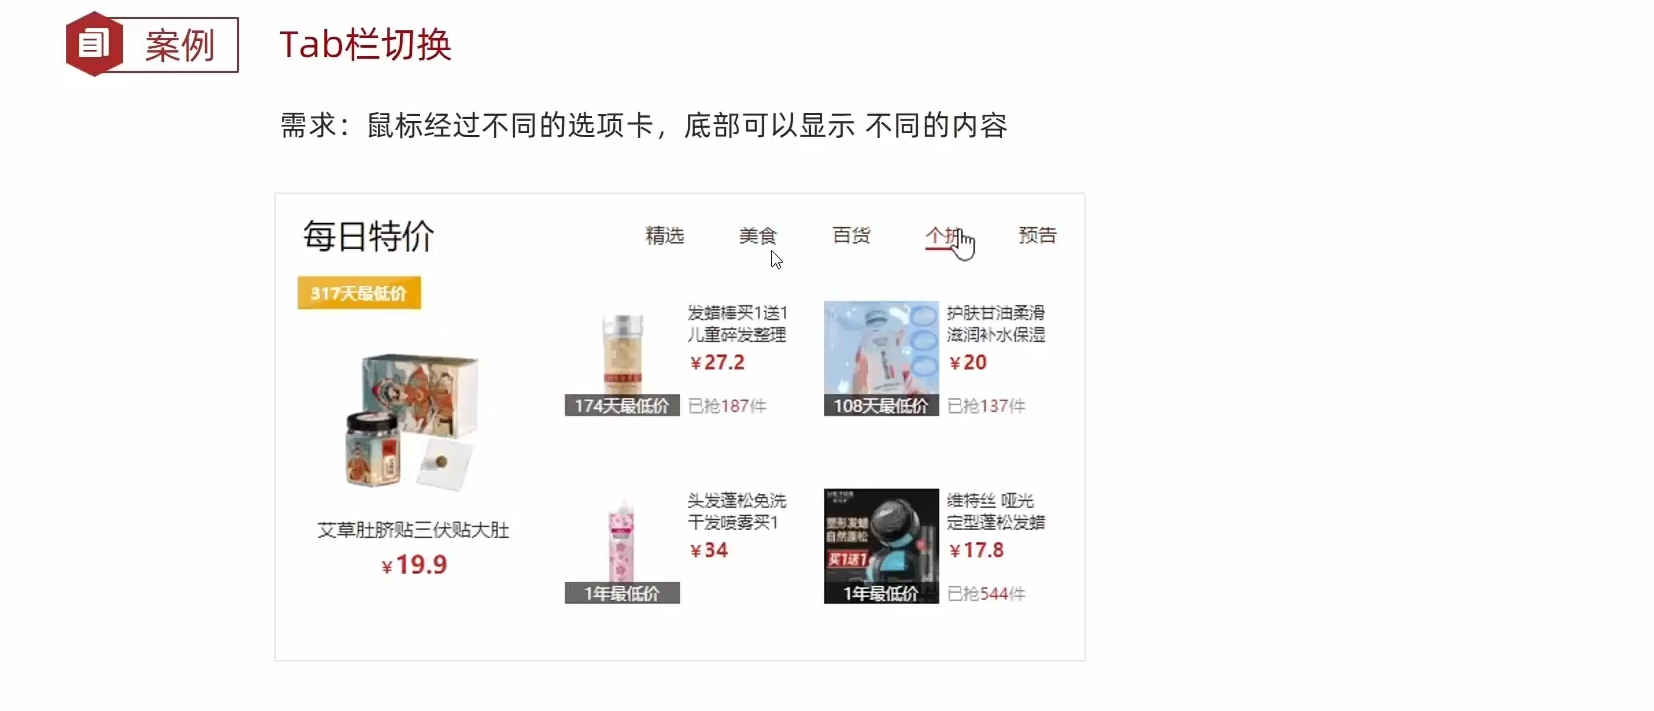 案例
Tab栏切换
需求：鼠标经过不同的选项卡，底部可以显示 不同的内容
每日特价
精选 美食 百货 个护 预告
317天最低价
艾草肚脐贴三伏贴大肚
¥19.9
发蜡棒买1送1
儿童碎发整理
¥27.2
174天最低价
已抢187件
护肤甘油柔滑
滋润补水保湿
¥20
108天最低价
已抢137件
头发蓬松免洗
干发喷雾买1
¥34
1年最低价
塑形发蜡
自然蓬松
买1送1
1年最低价
维特丝 哑光
定型蓬松发蜡
¥17.8
已抢544件